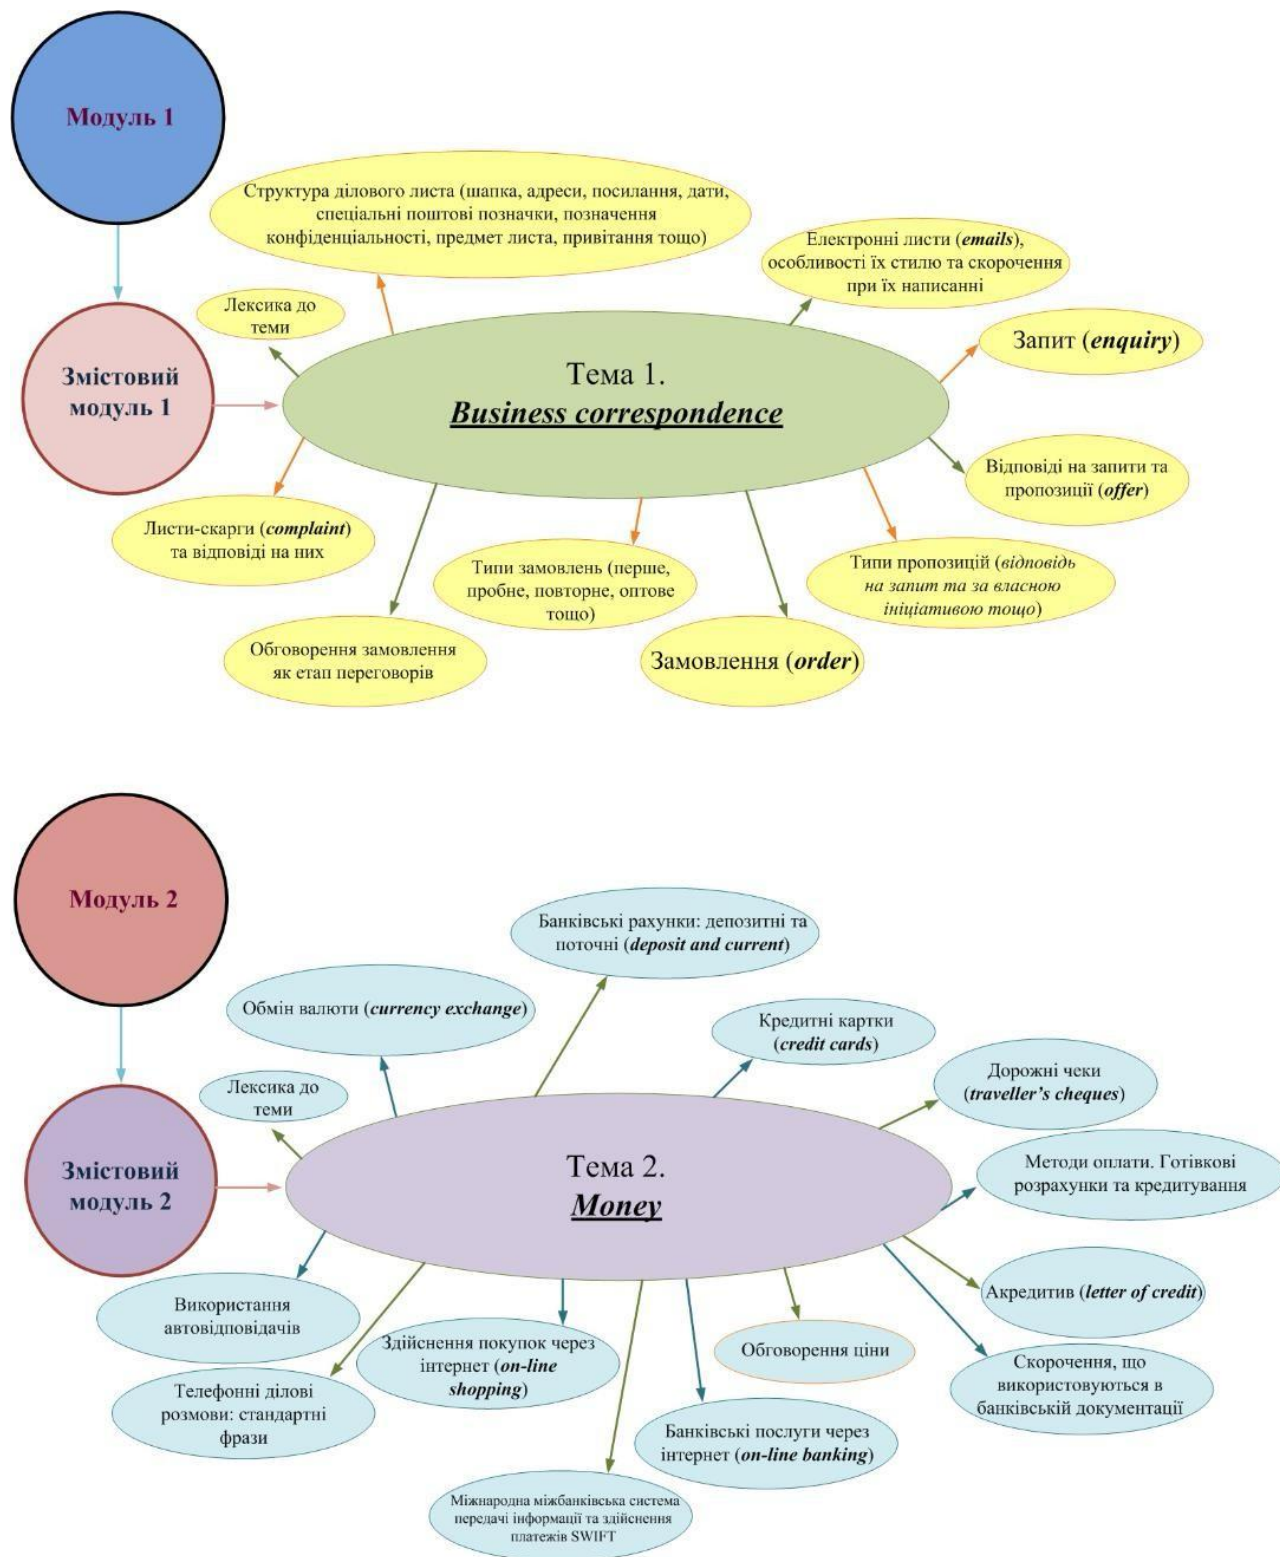 Модуль 1
Структура ділового листа (шапка, адреси, посилання, дати,
спеціальні поштові позначки, позначення
конфіденціальності, предмет листа, привітання тощо)
Електронні листи (emails),
особливості їх стилю та скорочення
при їх написанні
Лексика до
теми
Запит (enquiry)
Змістовий
модуль 1
Тема 1.
Business correspondence
Відповіді на запити та
пропозиції (offer)
Листи-скарги (complaint)
та відповіді на них
Типи замовлень (перше,
пробне, повторне, оптове
тощо)
Типи пропозицій (відповідь
на запит та за власною
ініціативою тощо)
Обговорення замовлення
як етап переговорів
Замовлення (order)
Модуль 2
Банківські рахунки: депозитні та
поточні (deposit and current)
Обмін валюти (currency exchange)
Кредитні картки
(credit cards)
Дорожні чеки
(traveller’s cheques)
Лексика до
теми
Змістовий
модуль 2
Тема 2.
Money
Методи оплати. Готівкові
розрахунки та кредитування
Акредитив (letter of credit)
Використання
автовідповідачів
Здійснення покупок через
інтернет (on-line
shopping)
Обговорення ціни
Скорочення, що
використовуються в
банківській документації
Телефонні ділові
розмови: стандартні
фрази
Банківські послуги через
інтернет (on-line banking)
Міжнародна міжбанківська система
передачі інформації та здійснення
платежів SWIFT